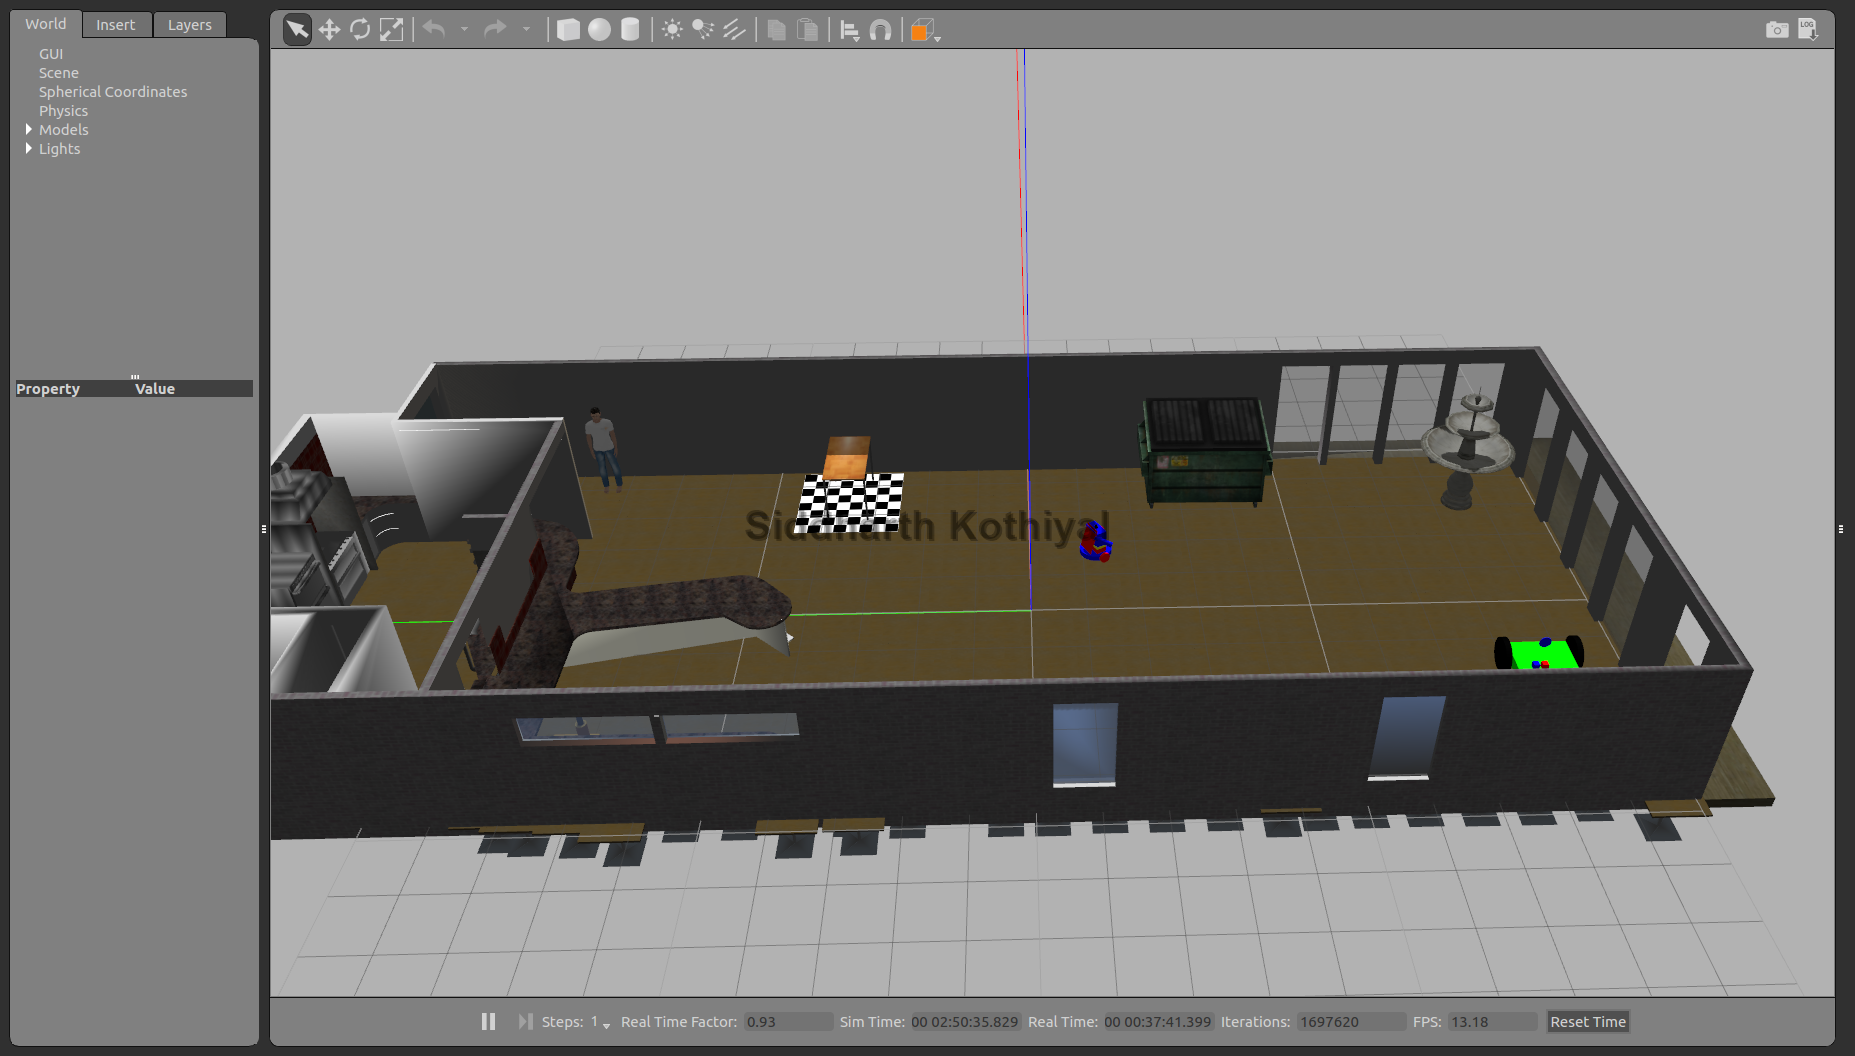 World Insert Layers
GUI
Scene
Spherical Coordinates
Physics
Models
Lights
Property Value
LOG
Siddharth Kothiyal
Steps: 1 Real Time Factor: 0.93 Sim Time: 00 02:50:35.829 Real Time: 00 00:37:41.399 Iterations: 1697620 FPS: 13.18 Reset Time